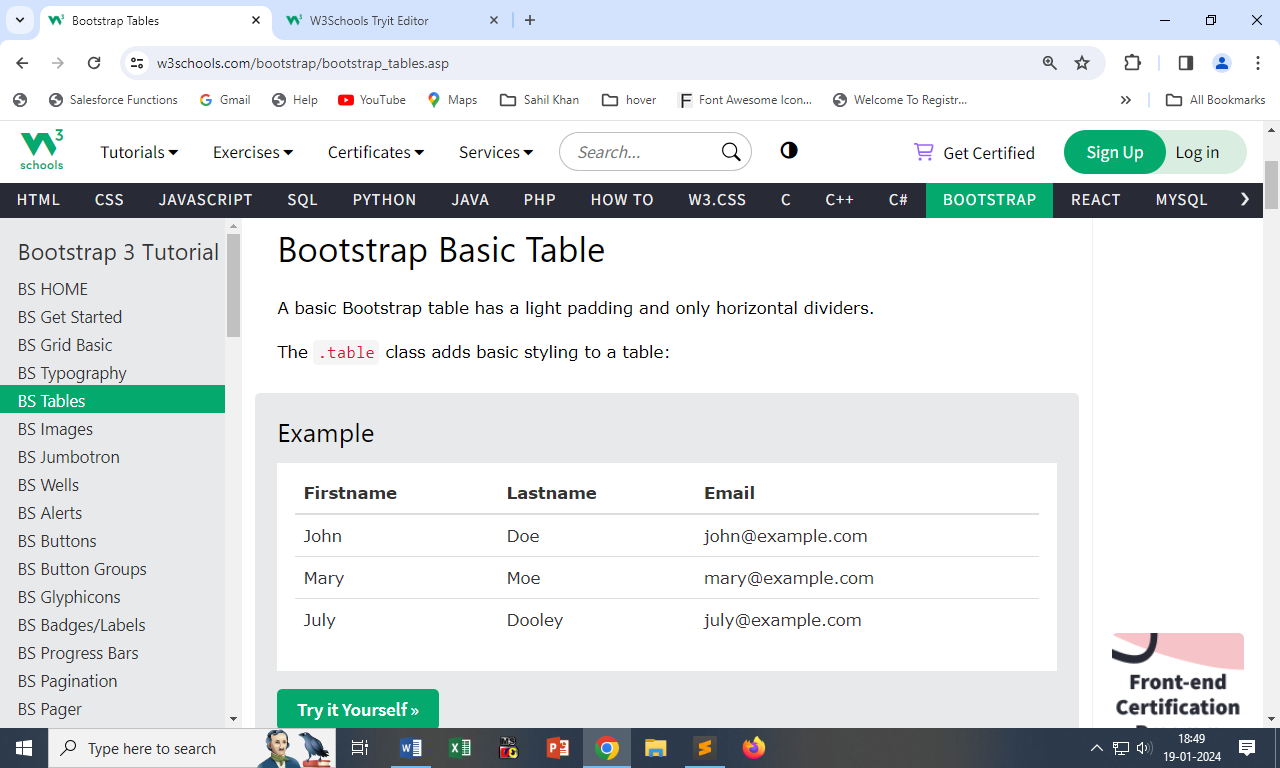 Bootstrap Tables
W3Schools Tryit Editor
w3schools.com/bootstrap/bootstrap_tables.asp
Salesforce Functions
Gmail
Help
YouTube
Maps
Sahil Khan
hover
Font Awesome Icon...
Welcome To Registr...
All Bookmarks
W3 schools
Tutorials
Exercises
Certificates
Services
Search...
Get Certified
Sign Up
Log in
HTML CSS JAVASCRIPT SQL PYTHON JAVA PHP HOW TO W3.CSS C C++ C# BOOTSTRAP REACT MYSQL
Bootstrap 3 Tutorial
BS HOME
BS Get Started
BS Grid Basic
BS Typography
BS Tables
BS Images
BS Jumbotron
BS Wells
BS Alerts
BS Buttons
BS Button Groups
BS Glyphicons
BS Badges/Labels
BS Progress Bars
BS Pagination
BS Pager
Bootstrap Basic Table
A basic Bootstrap table has a light padding and only horizontal dividers.
The .table class adds basic styling to a table:
Example
Firstname Lastname Email
John Doe john@example.com
Mary Moe mary@example.com
July Dooley july@example.com
Try it Yourself »
Front-end
Certification
Type here to search
18:49
19-01-2024